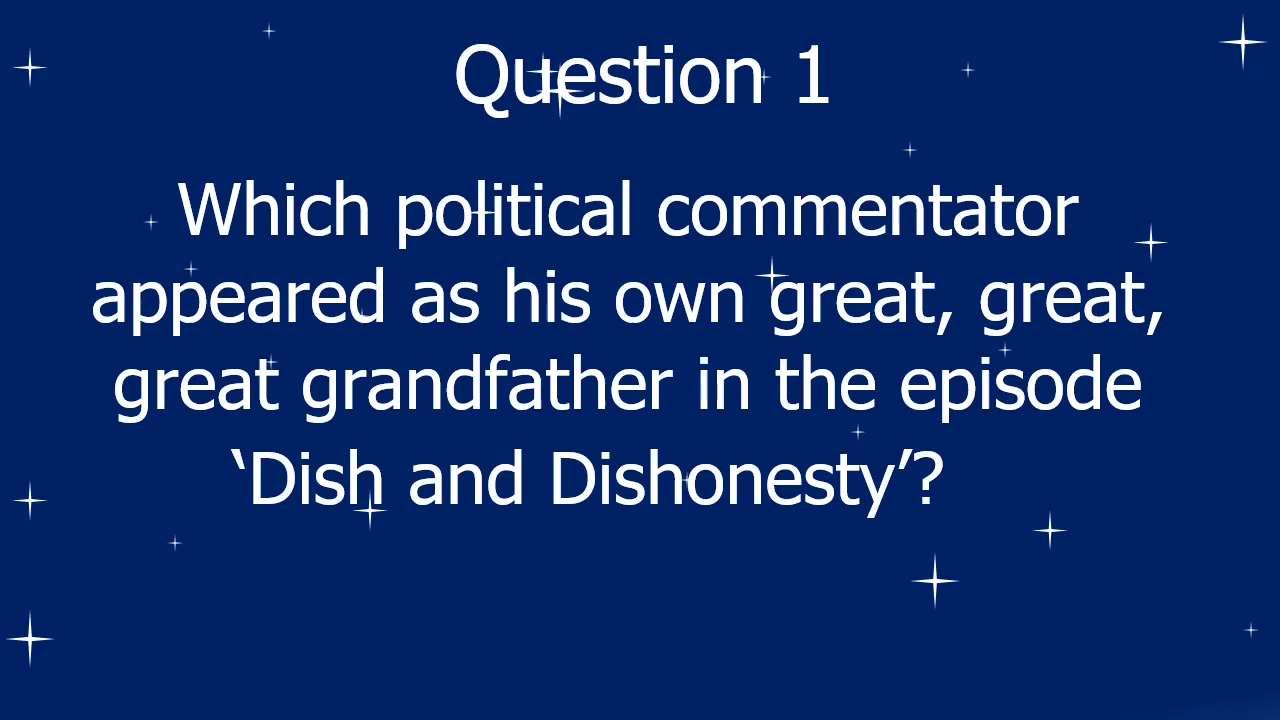 Question 1
Which political commentator
appeared as his own great, great,
great grandfather in the episode
‘Dish and Dishonesty’?